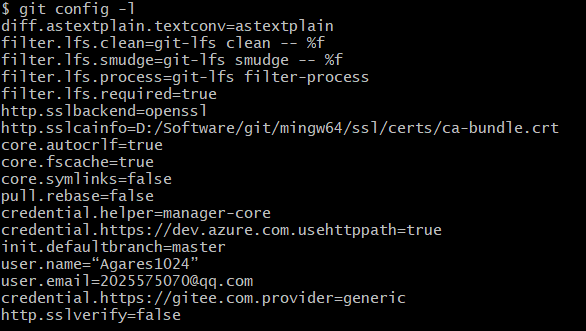 $ git config -l
diff.astextplain.textconv=astextplain
filter.lfs.clean=git-lfs clean -- %f
filter.lfs.smudge=git-lfs smudge -- %f
filter.lfs.process=git-lfs filter-process
filter.lfs.required=true
http.sslbackend=openssl
http.sslcainfo=D:/Software/git/mingw64/ssl/certs/ca-bundle.crt
core.autocrlf=true
core.fscache=true
core.symlinks=false
pull.rebase=false
credential.helper=manager-core
credential.https://dev.azure.com.usehttppath=true
init.defaultbranch=master
user.name=“Agares1024”
user.email=2025575070@qq.com
credential.https://gitee.com.provider=generic
http.sslverify=false